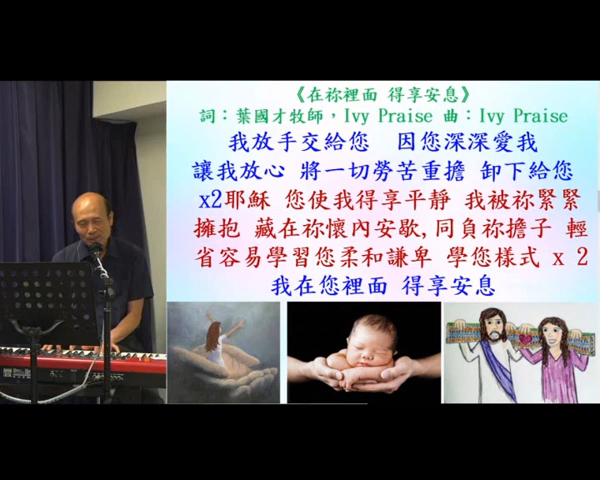 《在祢裡面 得享安息》
詞：葉國才牧師，Ivy Praise 曲：Ivy Praise
我放手交給您 因您深深愛我
讓我放心 將一切勞苦重擔 卸下給您
x2耶穌 您使我得享平靜 我被祢緊緊
擁抱 藏在祢懷內安歇,同負祢擔子 輕
省容易學習您柔和謙卑 學您樣式 x 2
我在您裡面 得享安息